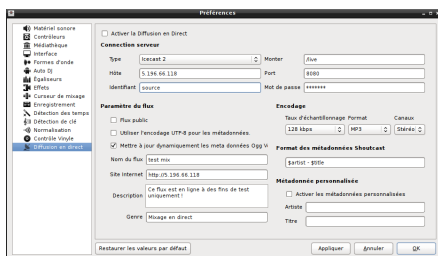 Préférences
Matériel sonore
Contrôleurs
Médiathèque
Interface
Formes d'onde
Auto DJ
Égaliseurs
Effets
Curseur de mixage
Enregistrement
Détection des temps
Détection de clé
Normalisation
Contrôle Vinyle
Diffusion en direct
Activer la Diffusion en Direct
Connection serveur
Type Icecast 2 Monter /live
Hôte 5.196.66.118 Port 8080
Identifiant source Mot de passe *******
Paramètre du flux
Flux public
Utiliser l'encodage UTF-8 pour les métadonnées.
Mettre à jour dynamiquement les meta données Ogg V
Nom du flux test mix
Site Internet http://5.196.66.118
Description Ce flux est en ligne à des fins de test
uniquement !
Genre Mixage en direct
Encodage
Taux d'échantillonnage Format Canaux
128 kbps MP3 Stéréo
Format des métadonnées Shoutcast
$artist - $title
Métadonnée personnalisée
Activer les métadonnées personnalisées
Artiste
Titre
Restaurer les valeurs par défaut Appliquer Annuler OK